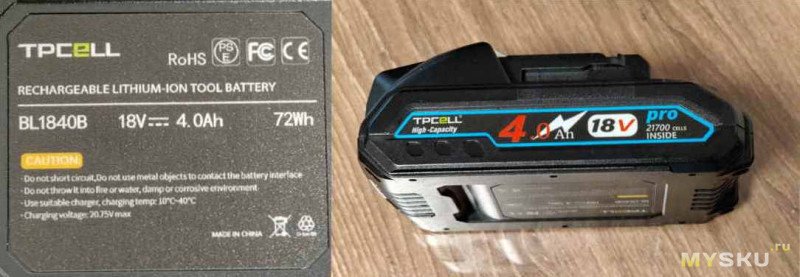 TPCELL
RoHS PSE FC CE
RECHARGEABLE LITHIUM-ION TOOL BATTERY
BL1840B 18V 4.0Ah 72Wh
CAUTION
·Do not short circuit,Do not use metal objects to contact the battery interface
·Do not throw it into fire or water, damp or corrosive environment
·Use suitable charger, charging temp: 10°C-40°C
·Charging voltage: 20.75V max
MADE IN CHINA
TPCELL
High-Capacity
4.0Ah
18V
pro
21700 CELLS
INSIDE
MYSKU.ru